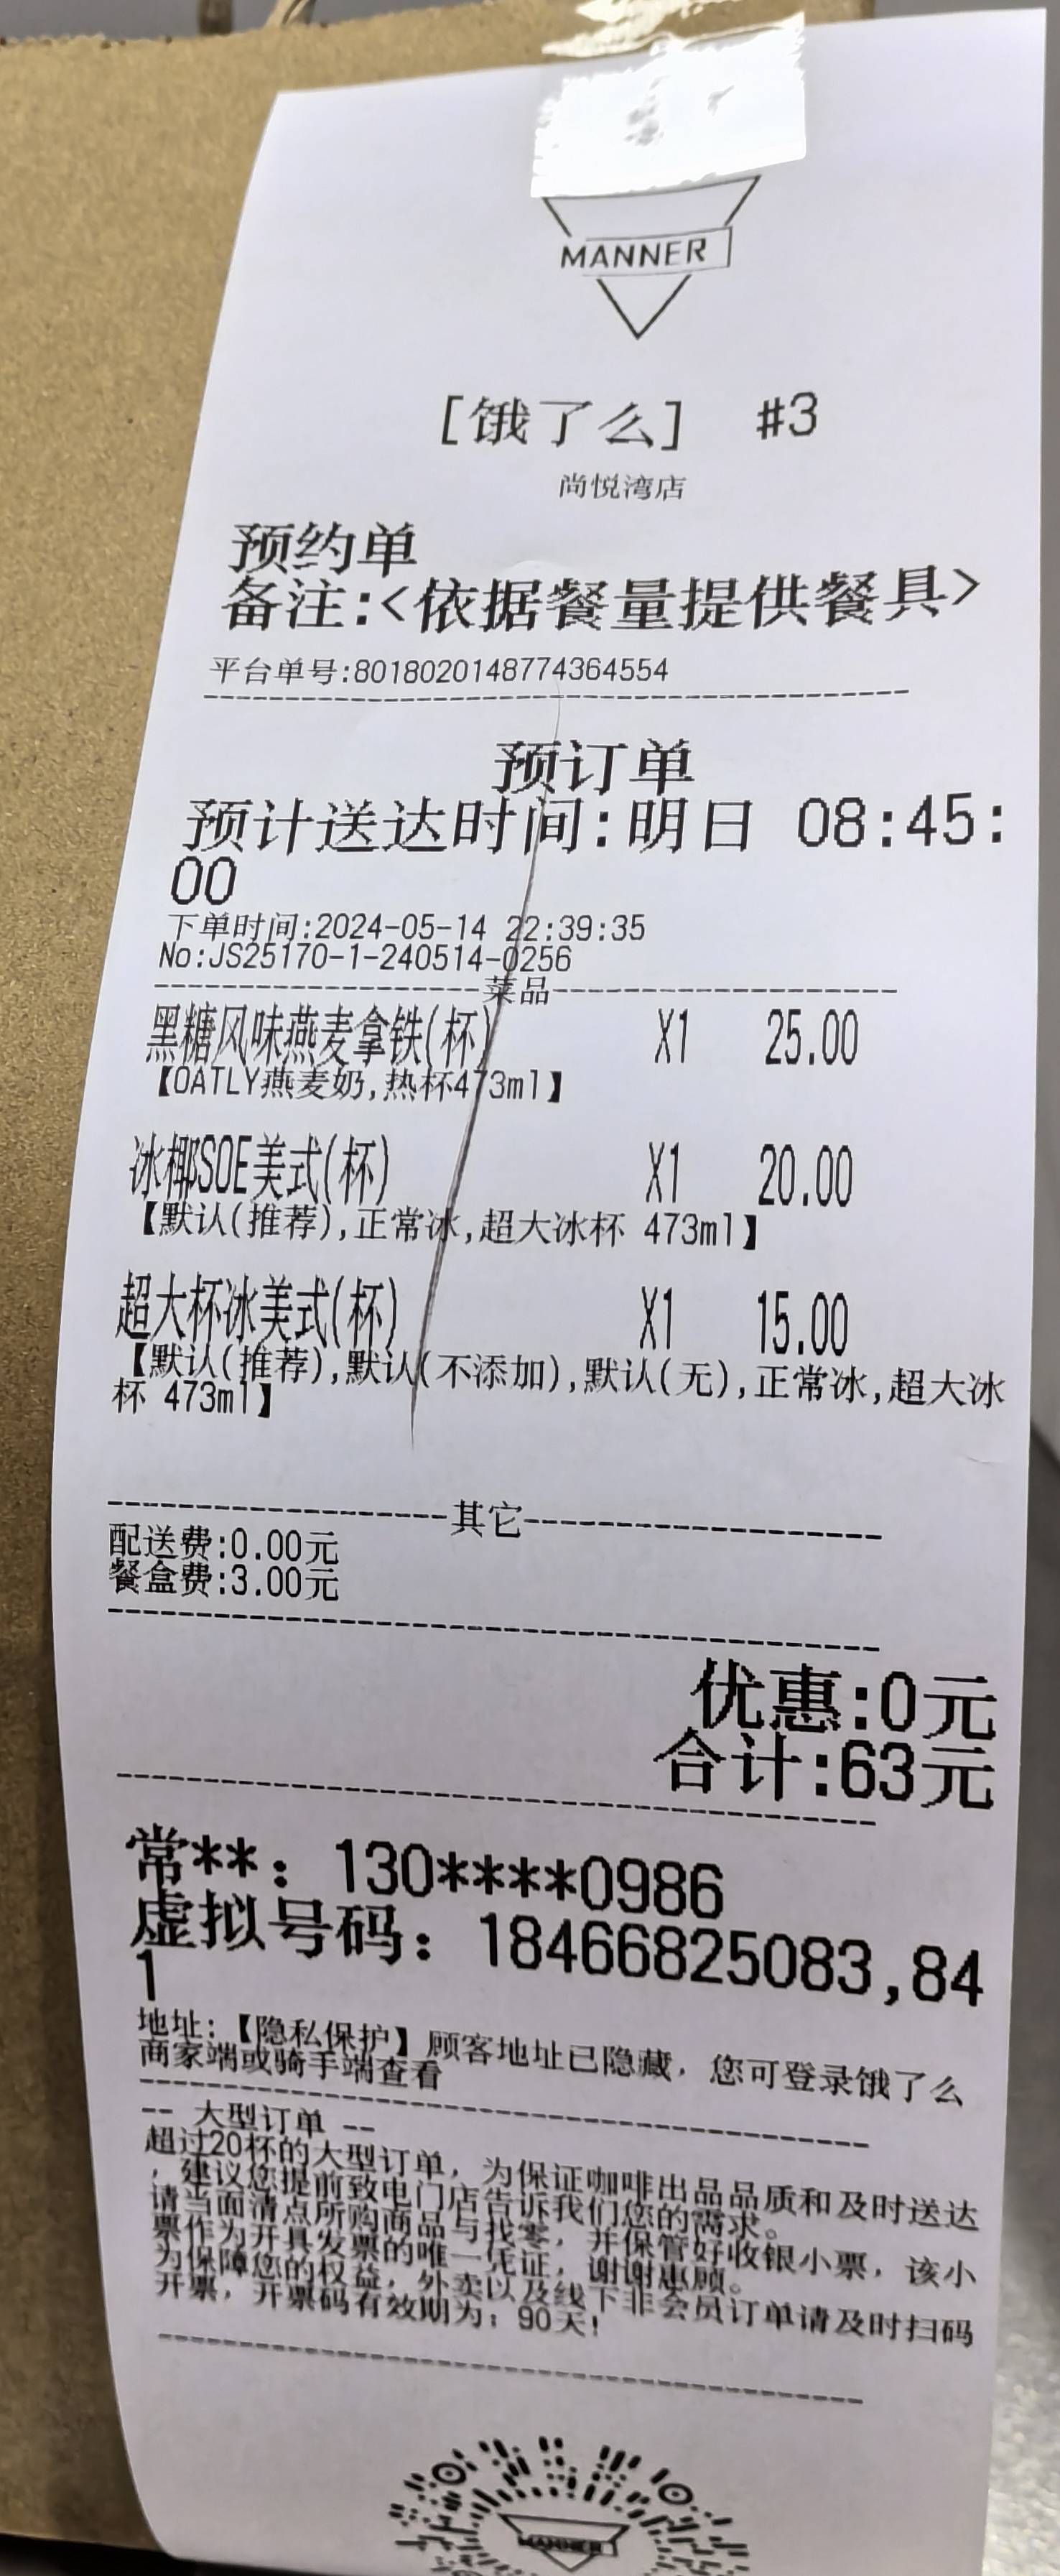 MANNER
[饿了么] #3
尚悦湾店
预约单
备注:<依据餐量提供餐具>
平台单号:8018020148774364554
预订单
预计送达时间:明日 08:45:
00
下单时间:2024-05-14 22:39:35
No:JS25170-1-240514-0256
菜品
黑糖风味燕麦拿铁(杯) X1 25.00
【OATLY燕麦奶,热杯473ml】
冰椰SOE美式(杯) X1 20.00
【默认(推荐),正常冰,超大冰杯 473ml】
超大杯冰美式(杯) X1 15.00
【默认(推荐),默认(不添加),默认(无),正常冰,超大冰
杯 473ml】
其它
配送费:0.00元
餐盒费:3.00元
优惠:0元
合计:63元
常**: 130****0986
虚拟号码: 18466825083,84
1
地址:【隐私保护】顾客地址已隐藏，您可登录饿了么
商家端或骑手端查看
-- 大型订单 --
超过20杯的大型订单，为保证咖啡出品品质和及时送达
，建议您提前致电门店告诉我们您的需求。
请当面清点所购商品与找零，并保管好收银小票，该小
票作为开具发票的唯一凭证，谢谢惠顾。
为保障您的权益，外卖以及线下非会员订单请及时扫码
开票，开票码有效期为：90天!
MANNER